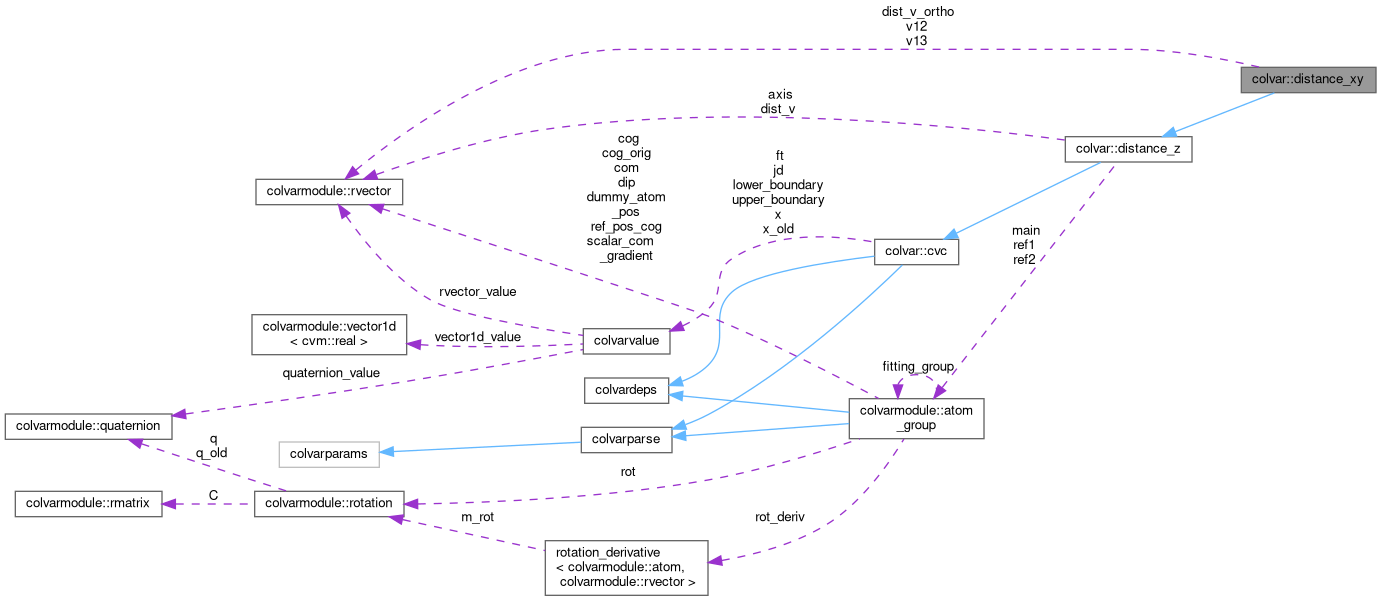 dist_v_ortho
v12
v13
colvar::distance_xy
axis
dist_v
colvar::distance_z
cog
cog_orig
com
dip
dummy_atom
_pos
ref_pos_cog
scalar_com
_gradient
ft
jd
lower_boundary
upper_boundary
x
x_old
colvarmodule::rvector
main
ref1
ref2
colvar::cvc
rvector_value
colvarmodule::vector1d
< cvm::real >
vector1d_value
colvarvalue
quaternion_value
fitting_group
colvardeps
colvarmodule::atom
_group
colvarmodule::quaternion
q
q_old
colvarparams
colvarparse
rot
colvarmodule::rmatrix
C
colvarmodule::rotation
m_rot
rot_deriv
rotation_derivative
< colvarmodule::atom,
colvarmodule::rvector >